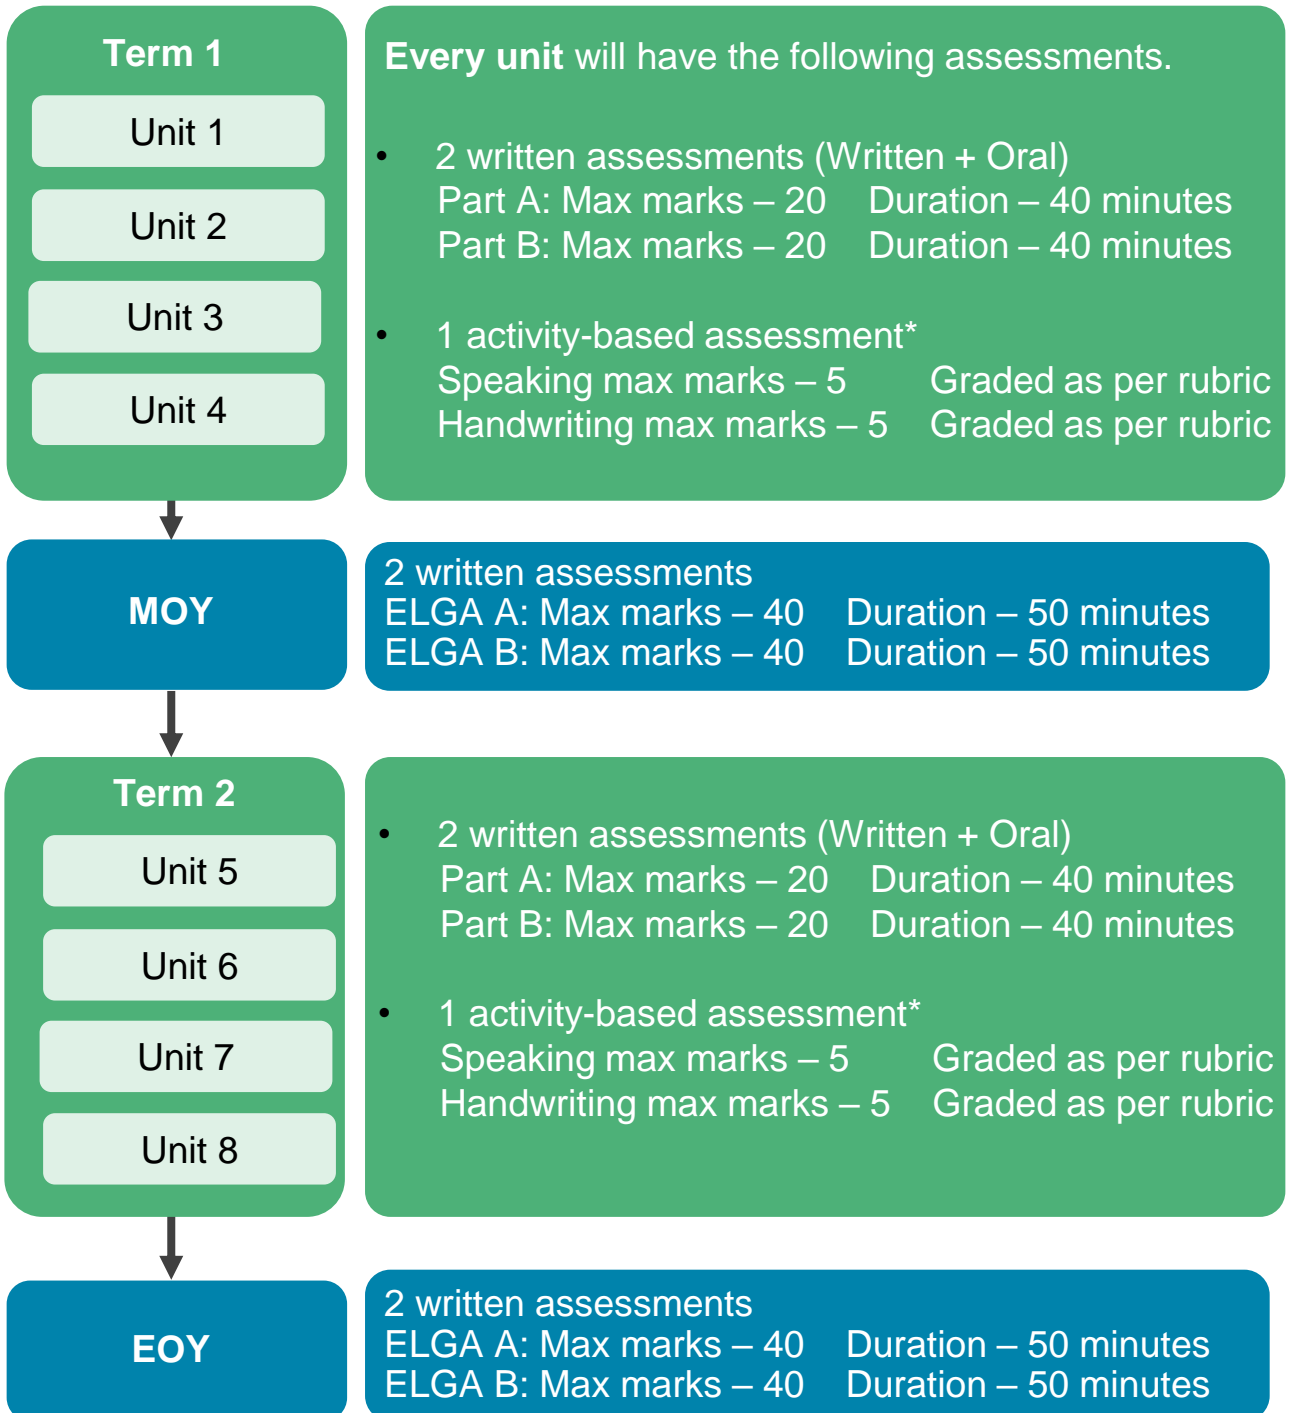 Term 1
Unit 1
Unit 2
Unit 3
Unit 4
Every unit will have the following assessments.
• 2 written assessments (Written + Oral)
Part A: Max marks – 20 Duration – 40 minutes
Part B: Max marks – 20 Duration – 40 minutes
• 1 activity-based assessment*
Speaking max marks – 5 Graded as per rubric
Handwriting max marks – 5 Graded as per rubric
MOY
2 written assessments
ELGA A: Max marks – 40 Duration – 50 minutes
ELGA B: Max marks – 40 Duration – 50 minutes
Term 2
Unit 5
Unit 6
Unit 7
Unit 8
• 2 written assessments (Written + Oral)
Part A: Max marks – 20 Duration – 40 minutes
Part B: Max marks – 20 Duration – 40 minutes
• 1 activity-based assessment*
Speaking max marks – 5 Graded as per rubric
Handwriting max marks – 5 Graded as per rubric
EOY
2 written assessments
ELGA A: Max marks – 40 Duration – 50 minutes
ELGA B: Max marks – 40 Duration – 50 minutes